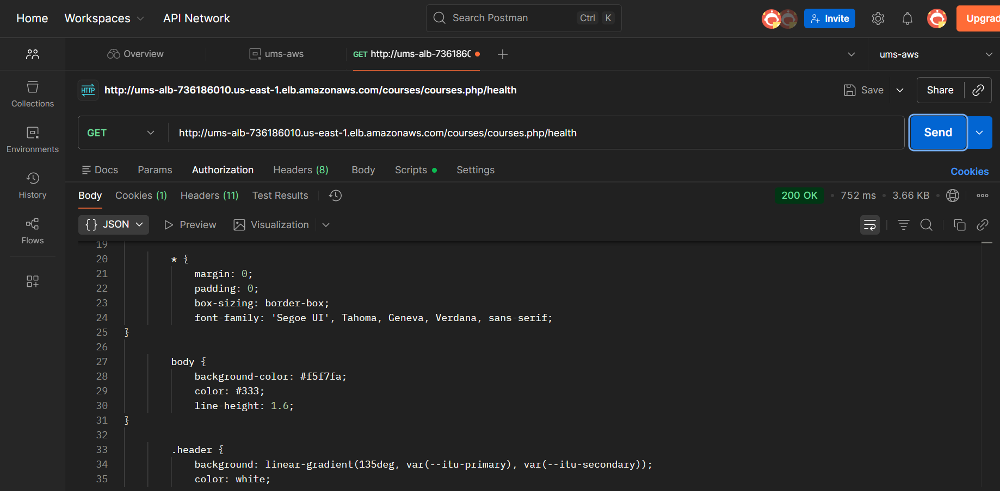 Home Workspaces API Network Search Postman Ctrl K Invite Upgrad
Overview ums-aws GET http://ums-alb-7361860 ums-aws
HTTP http://ums-alb-736186010.us-east-1.elb.amazonaws.com/courses/courses.php/health Save Share
Collections
GET http://ums-alb-736186010.us-east-1.elb.amazonaws.com/courses/courses.php/health Send
Environments
Docs Params Authorization Headers (8) Body Scripts Settings Cookies
History
Body Cookies (1) Headers (11) Test Results 200 OK 752 ms 3.66 KB
{} JSON Preview Visualization
Flows
19
20 * {
21 margin: 0;
22 padding: 0;
23 box-sizing: border-box;
24 font-family: 'Segoe UI', Tahoma, Geneva, Verdana, sans-serif;
25 }
26
27 body {
28 background-color: #f5f7fa;
29 color: #333;
30 line-height: 1.6;
31 }
32
33 .header {
34 background: linear-gradient(135deg, var(--itu-primary), var(--itu-secondary));
35 color: white;